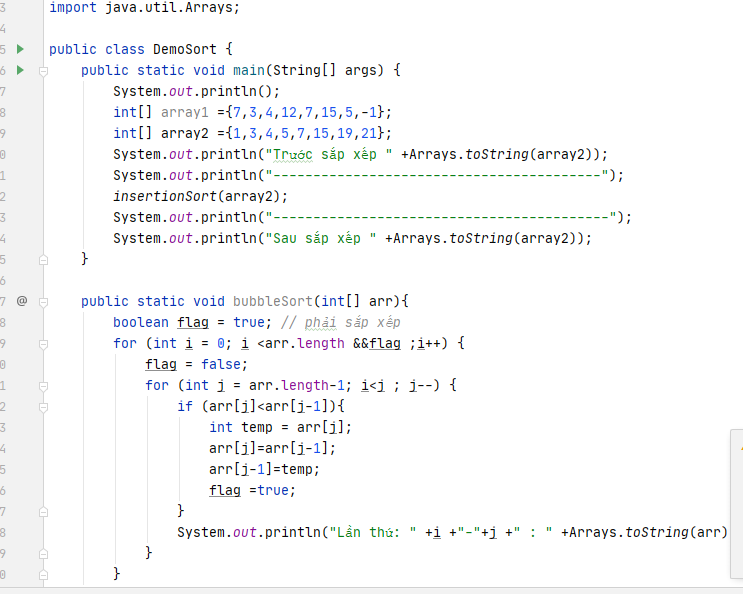 3 import java.util.Arrays;
4
5 public class DemoSort {
6 public static void main(String[] args) {
7 System.out.println();
8 int[] array1 ={7,3,4,12,7,15,5,-1};
9 int[] array2 ={1,3,4,5,7,15,19,21};
0 System.out.println("Trước sắp xếp " +Arrays.toString(array2));
1 System.out.println("-----------------------------------------");
2 insertionSort(array2);
3 System.out.println("------------------------------------------");
4 System.out.println("Sau sắp xếp " +Arrays.toString(array2));
5 }
6
7 @ public static void bubbleSort(int[] arr){
8 boolean flag = true; // phải sắp xếp
9 for (int i = 0; i <arr.length &&flag ;i++) {
0 flag = false;
1 for (int j = arr.length-1; i<j ; j--) {
2 if (arr[j]<arr[j-1]){
3 int temp = arr[j];
4 arr[j]=arr[j-1];
5 arr[j-1]=temp;
6 flag =true;
7 }
8 System.out.println("Lần thứ: " +i +"-"+j +" : " +Arrays.toString(arr)
9 }
0 }